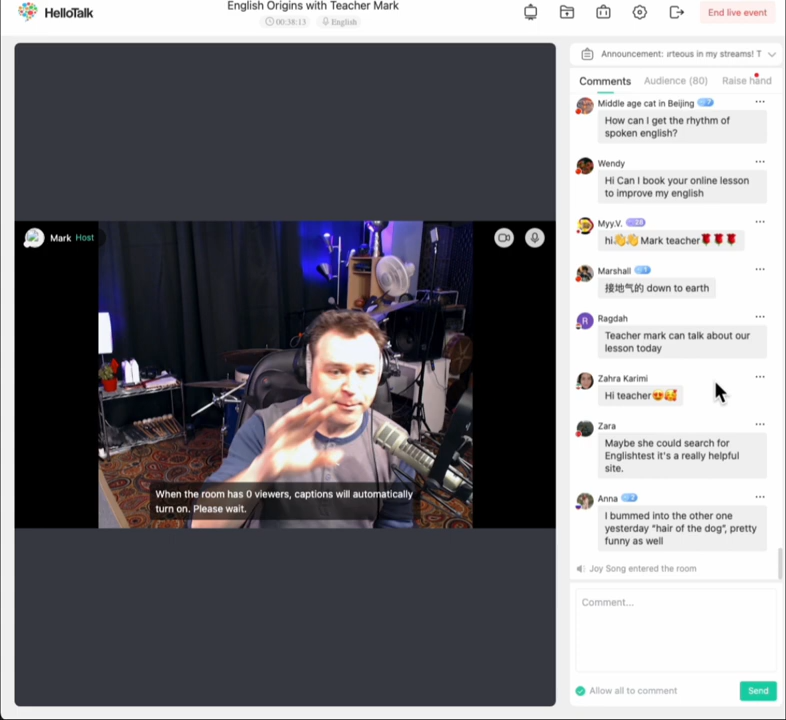 HelloTalk
English Origins with Teacher Mark
00:38:13
English
End live event
Announcement: ırteous in my streams! T
Comments
Audience (80)
Raise hand
Mark Host
When the room has 0 viewers, captions will automatically
turn on. Please wait.
Middle age cat in Beijing
How can I get the rhythm of
spoken english?
Wendy
Hi Can I book your online lesson
to improve my english
Myy.V.
hi👋👋 Mark teacher🌹🌹🌹
Marshall
接地气的 down to earth
R
Ragdah
Teacher mark can talk about our
lesson today
Zahra Karimi
Hi teacher😍🥰
Zara
Maybe she could search for
Englishtest it's a really helpful
site.
Anna
I bummed into the other one
yesterday "hair of the dog", pretty
funny as well
Joy Song entered the room
Comment...
Allow all to comment
Send